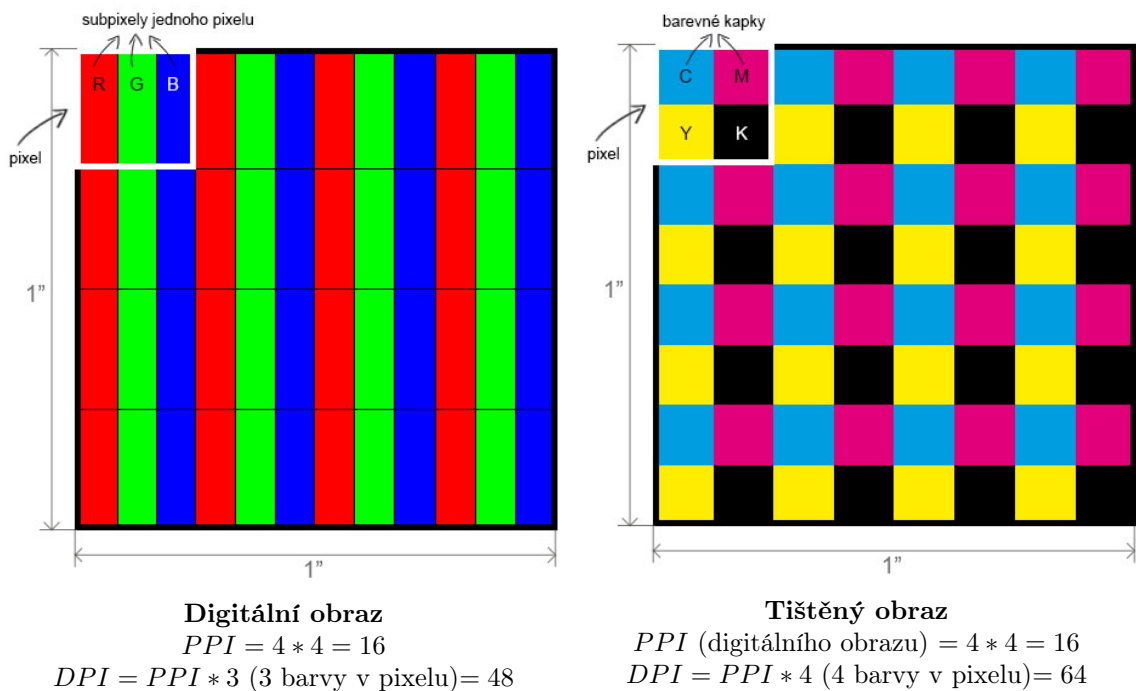 subpixely jednoho pixelu
R G B
pixel
1”
1”
Digitální obraz
PPI = 4 * 4 = 16
DPI = PPI * 3 (3 barvy v pixelu)= 48
barevné kapky
C M
Y K
pixel
1”
1”
Tištěný obraz
PPI (digitálního obrazu) = 4 * 4 = 16
DPI = PPI * 4 (4 barvy v pixelu)= 64